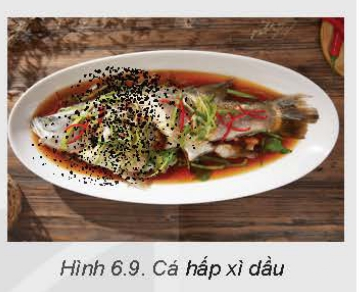 Hình 6.9. Cá hấp xì dầu